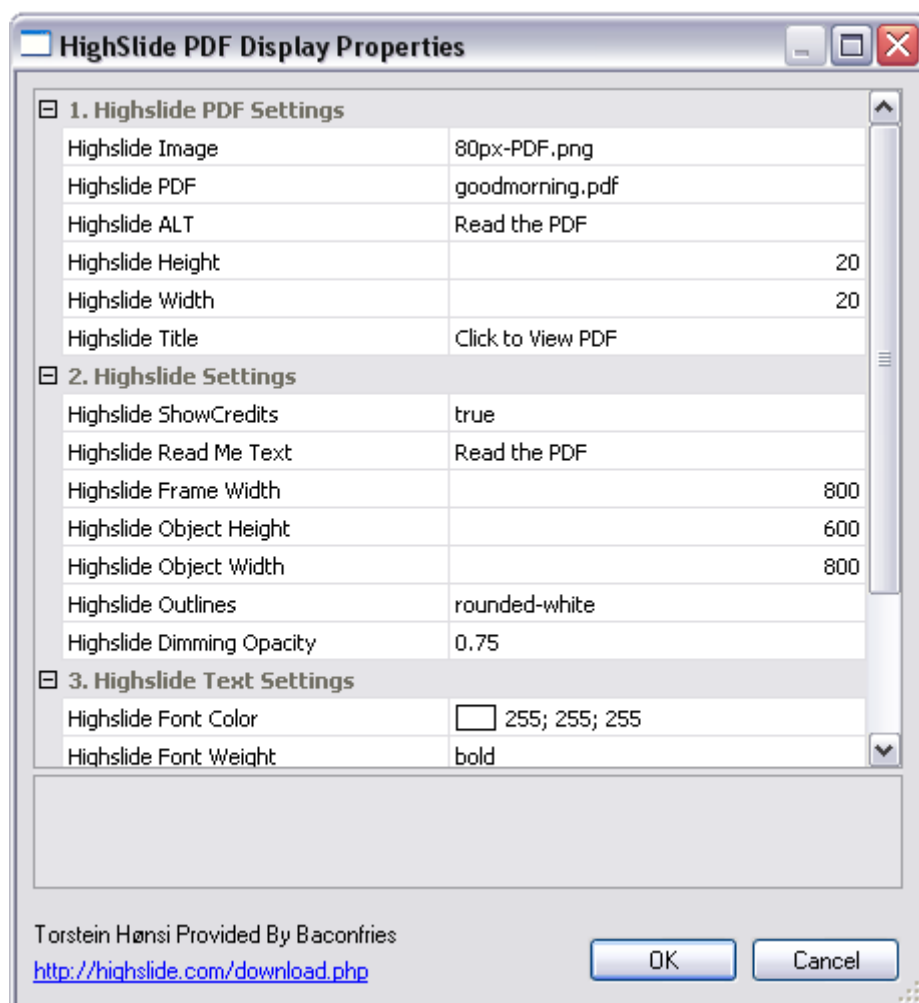 HighSlide PDF Display Properties
1. Highslide PDF Settings
Highslide Image 80px-PDF.png
Highslide PDF goodmorning.pdf
Highslide ALT Read the PDF
Highslide Height 20
Highslide Width 20
Highslide Title Click to View PDF
2. Highslide Settings
Highslide ShowCredits true
Highslide Read Me Text Read the PDF
Highslide Frame Width 800
Highslide Object Height 600
Highslide Object Width 800
Highslide Outlines rounded-white
Highslide Dimming Opacity 0.75
3. Highslide Text Settings
Highslide Font Color 255; 255; 255
Highslide Font Weight bold
Torstein Hønsi Provided By Baconfries
http://highslide.com/download.php
OK Cancel